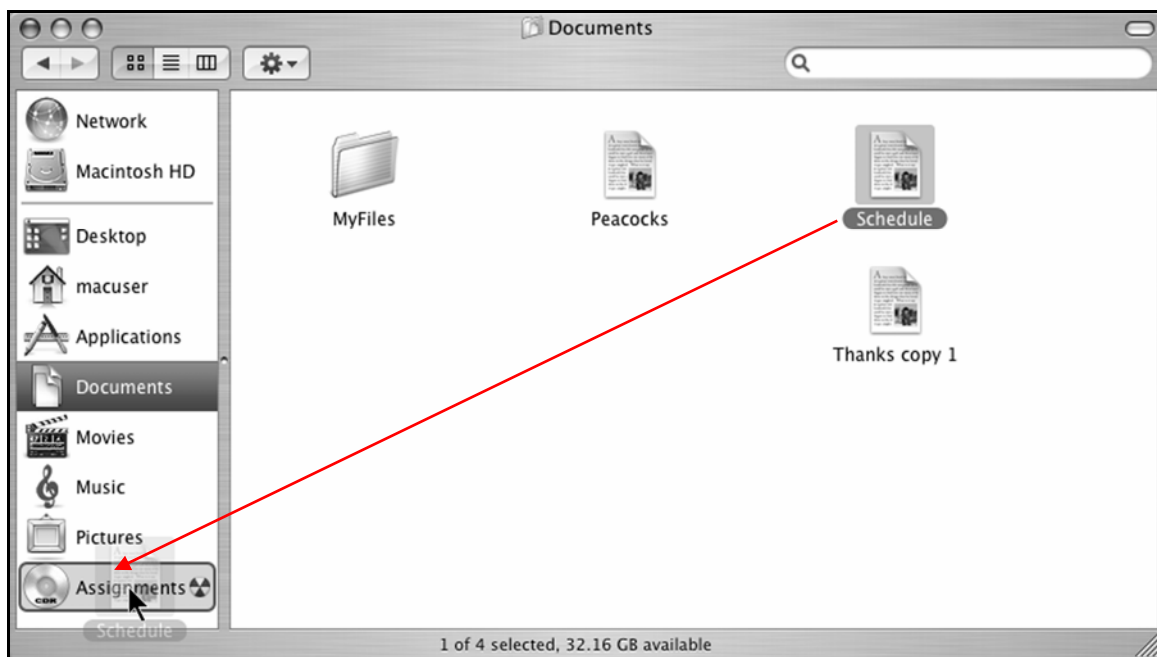 Documents
Network
Macintosh HD
Desktop
macuser
Applications
Documents
Movies
Music
Pictures
Assignments
CDR
Schedule
MyFiles
Peacocks
Schedule
Thanks copy 1
1 of 4 selected, 32.16 GB available